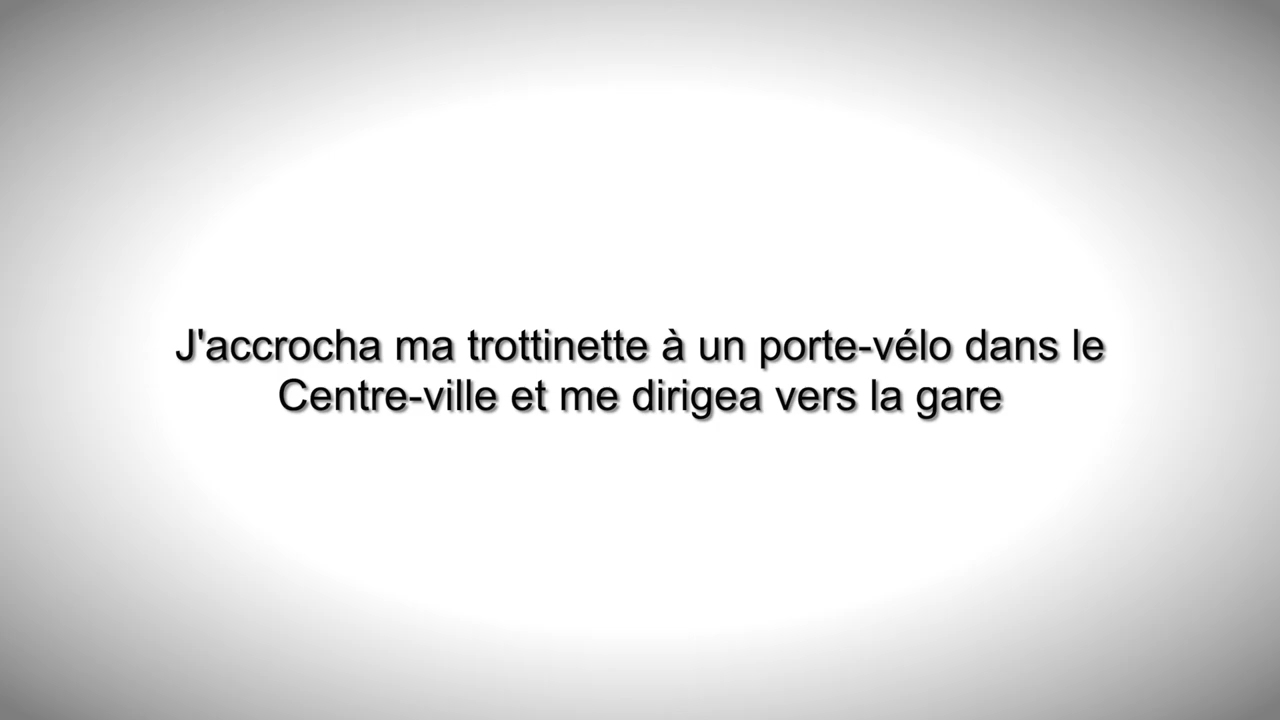 J'accrocha ma trottinette à un porte-vélo dans le
Centre-ville et me dirigea vers la gare